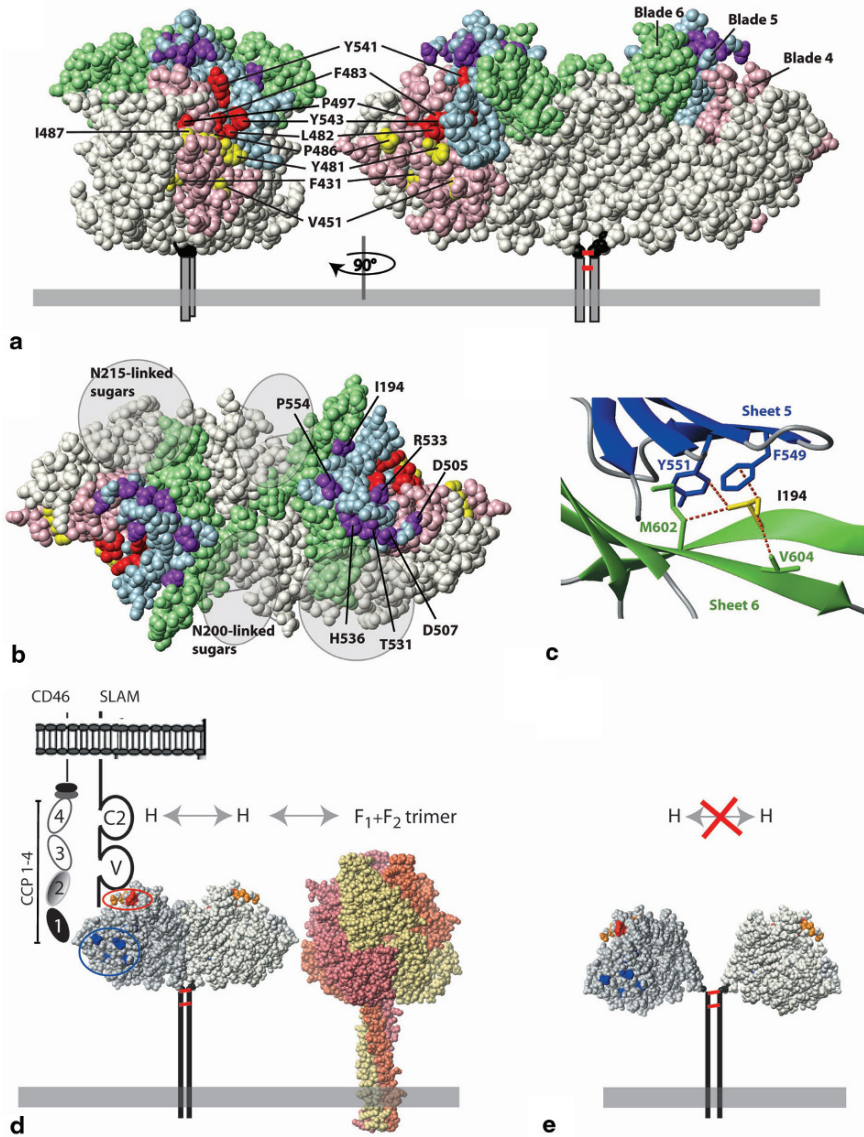 Y541
F483
P497
Y543
L482
P486
Y481
F431
V451
I487
Blade 6
Blade 5
Blade 4
90°
a
N215-linked
sugars
P554
I194
R533
D505
N200-linked
sugars
H536
T531
D507
b
Sheet 5
Y551
F549
I194
M602
V604
Sheet 6
c
CD46
SLAM
CCP 1-4
4
3
2
1
C2
V
H
H
F1+F2 trimer
d
H
H
e